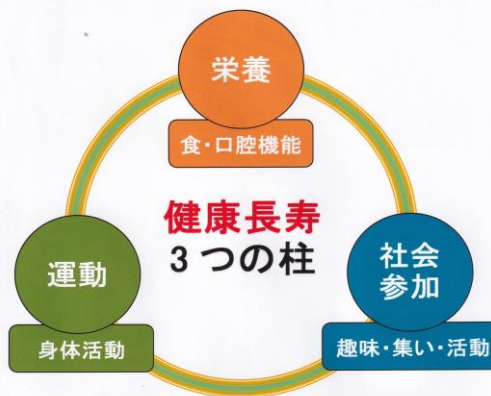 栄養
食・口腔機能
健康長寿
3つの柱
運動
身体活動
社会
参加
趣味・集い・活動